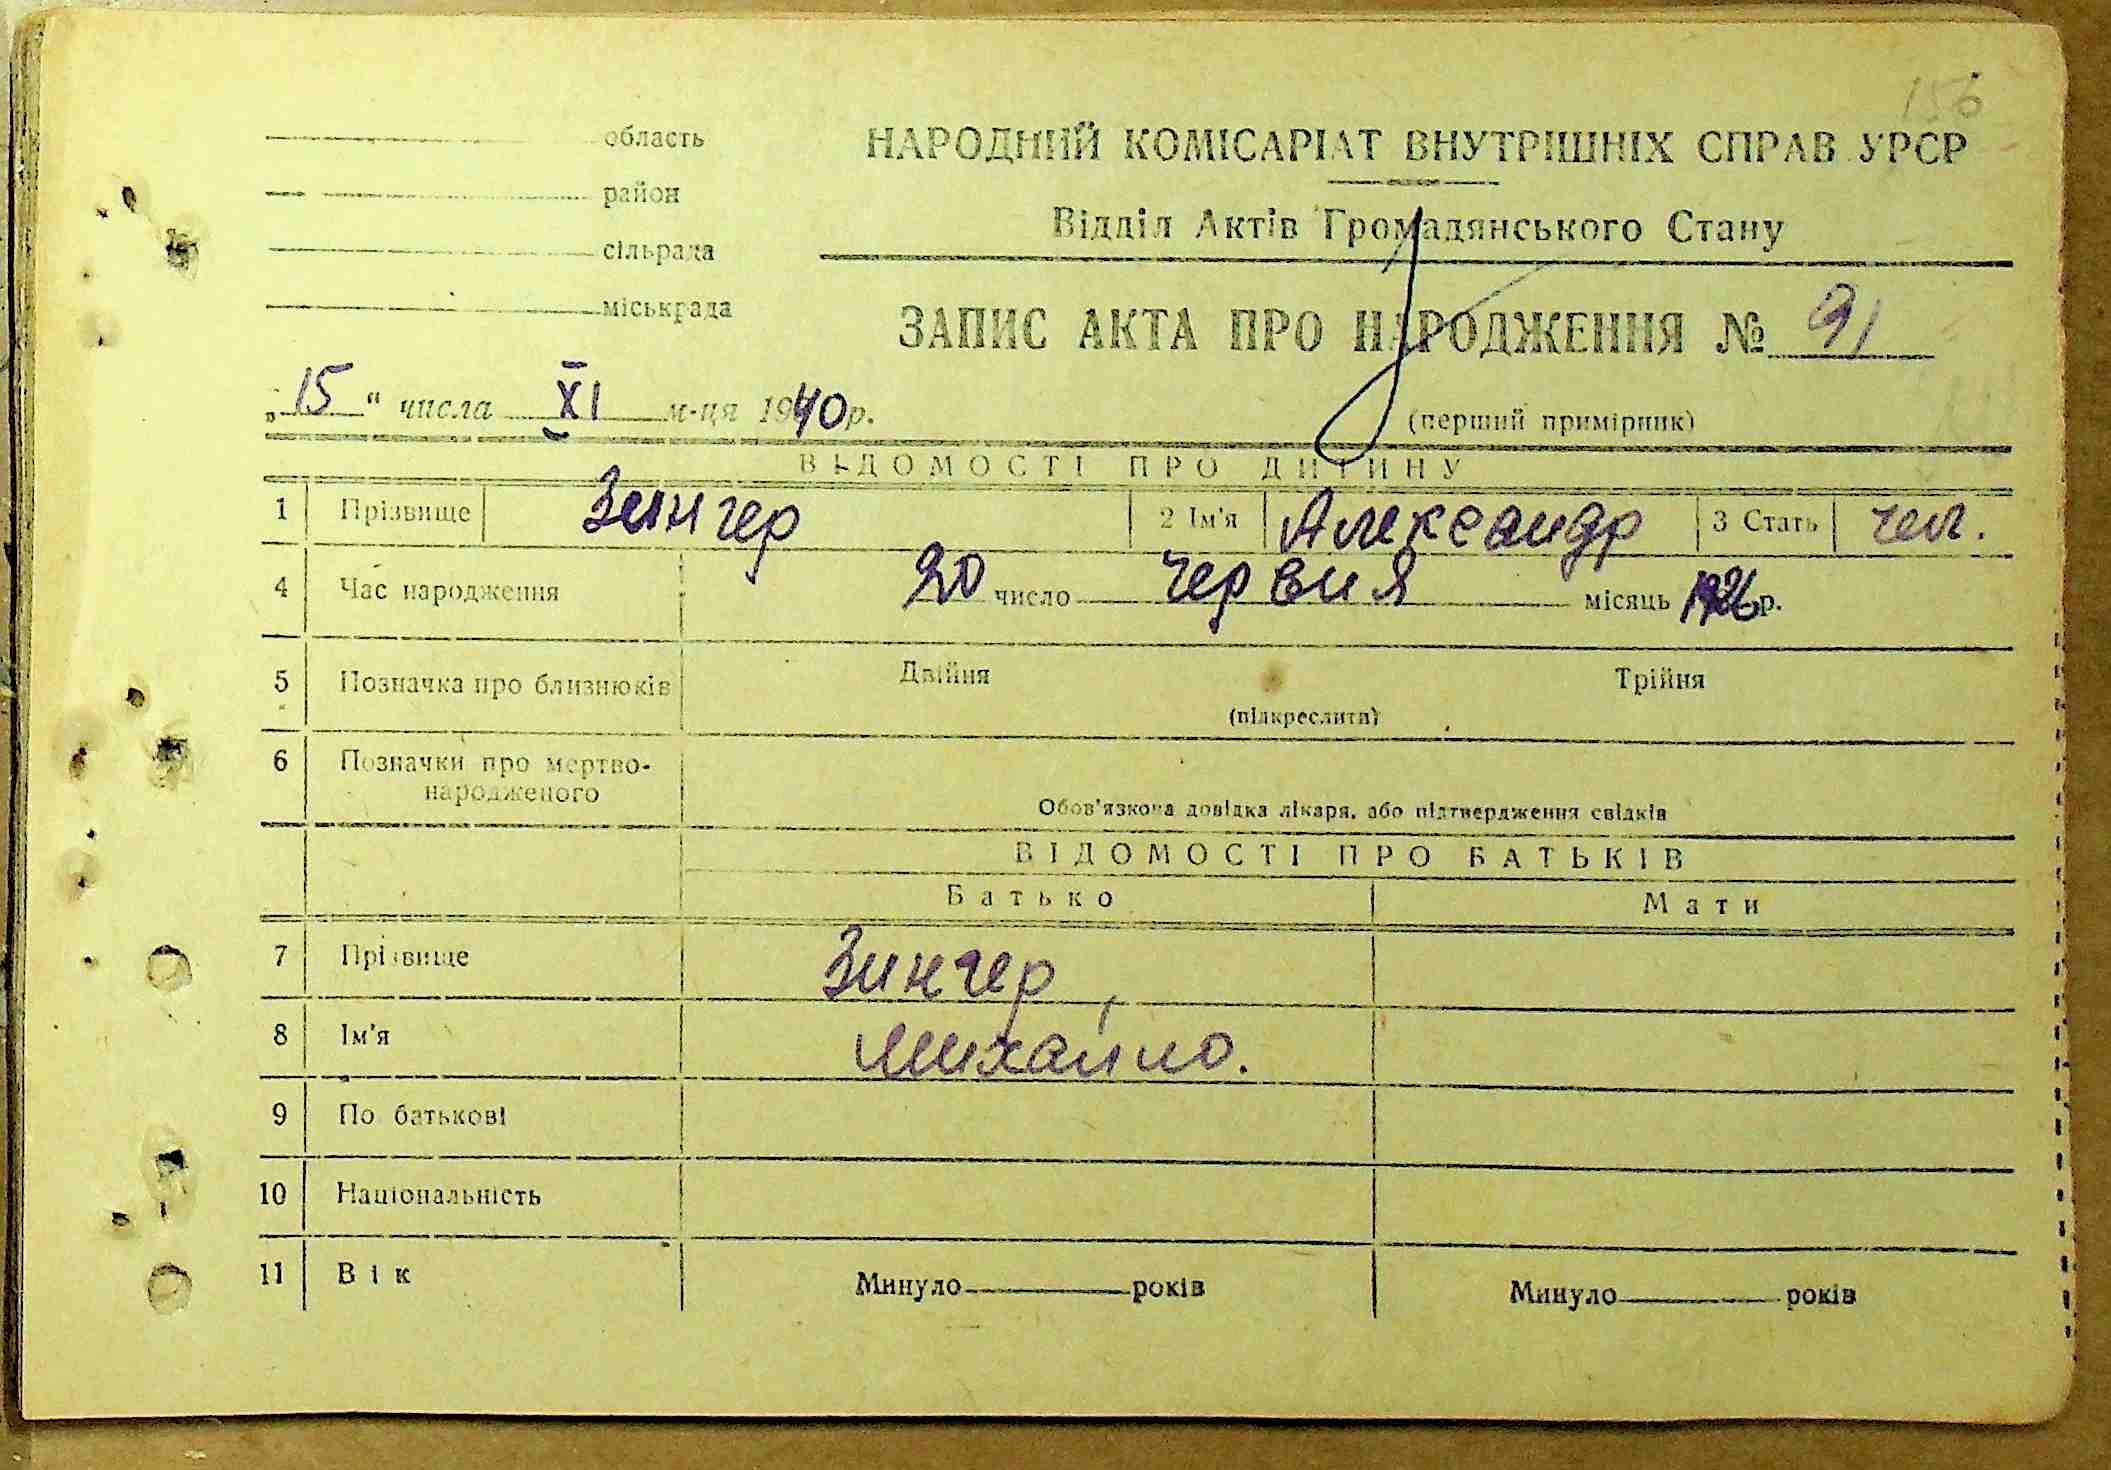 156
область
район
сільрада
міськрада
НАРОДНИЙ КОМІСАРІАТ ВНУТРІШНІХ СПРАВ УРСР
Відділ Актів Громадянського Стану
ЗАПИС АКТА ПРО НАРОДЖЕННЯ № 91
„15“ числа XI м-ця 1940 р.
(перший примірник)
ВІДОМОСТІ ПРО ДИТИНУ
1 Прізвище Зингер 2 Ім'я Александр 3 Стать чол.
4 Час народження 20 число червня місяць р.
5 Позначка про близнюків Двійня Трійня
(підкреслити)
6 Позначки про мертво-
народженого
Обов'язкова довідка лікаря, або підтвердження свідків
ВІДОМОСТІ ПРО БАТЬКІВ
Батько Мати
7 Прізвище Зингер,
8 Ім'я Михайло.
9 По батькові
10 Національність
11 Вік Минуло років Минуло років